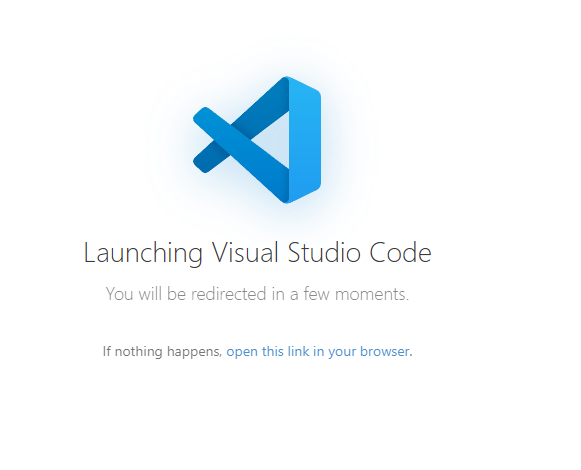 Launching Visual Studio Code
You will be redirected in a few moments.
If nothing happens, open this link in your browser.